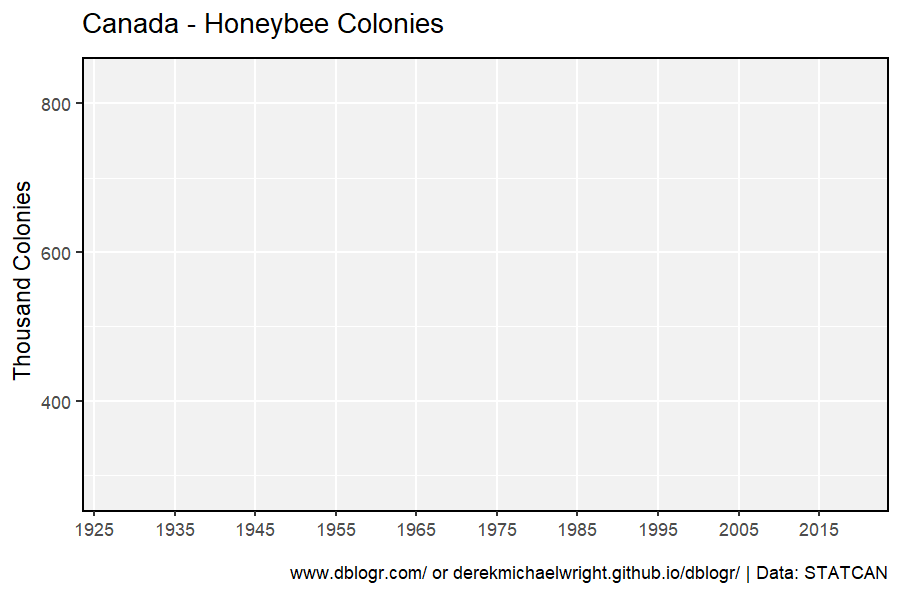 Canada - Honeybee Colonies
Thousand Colonies
800
600
400
1925 1935 1945 1955 1965 1975 1985 1995 2005 2015
www.dblogr.com/ or derekmichaelwright.github.io/dblogr/ | Data: STATCAN